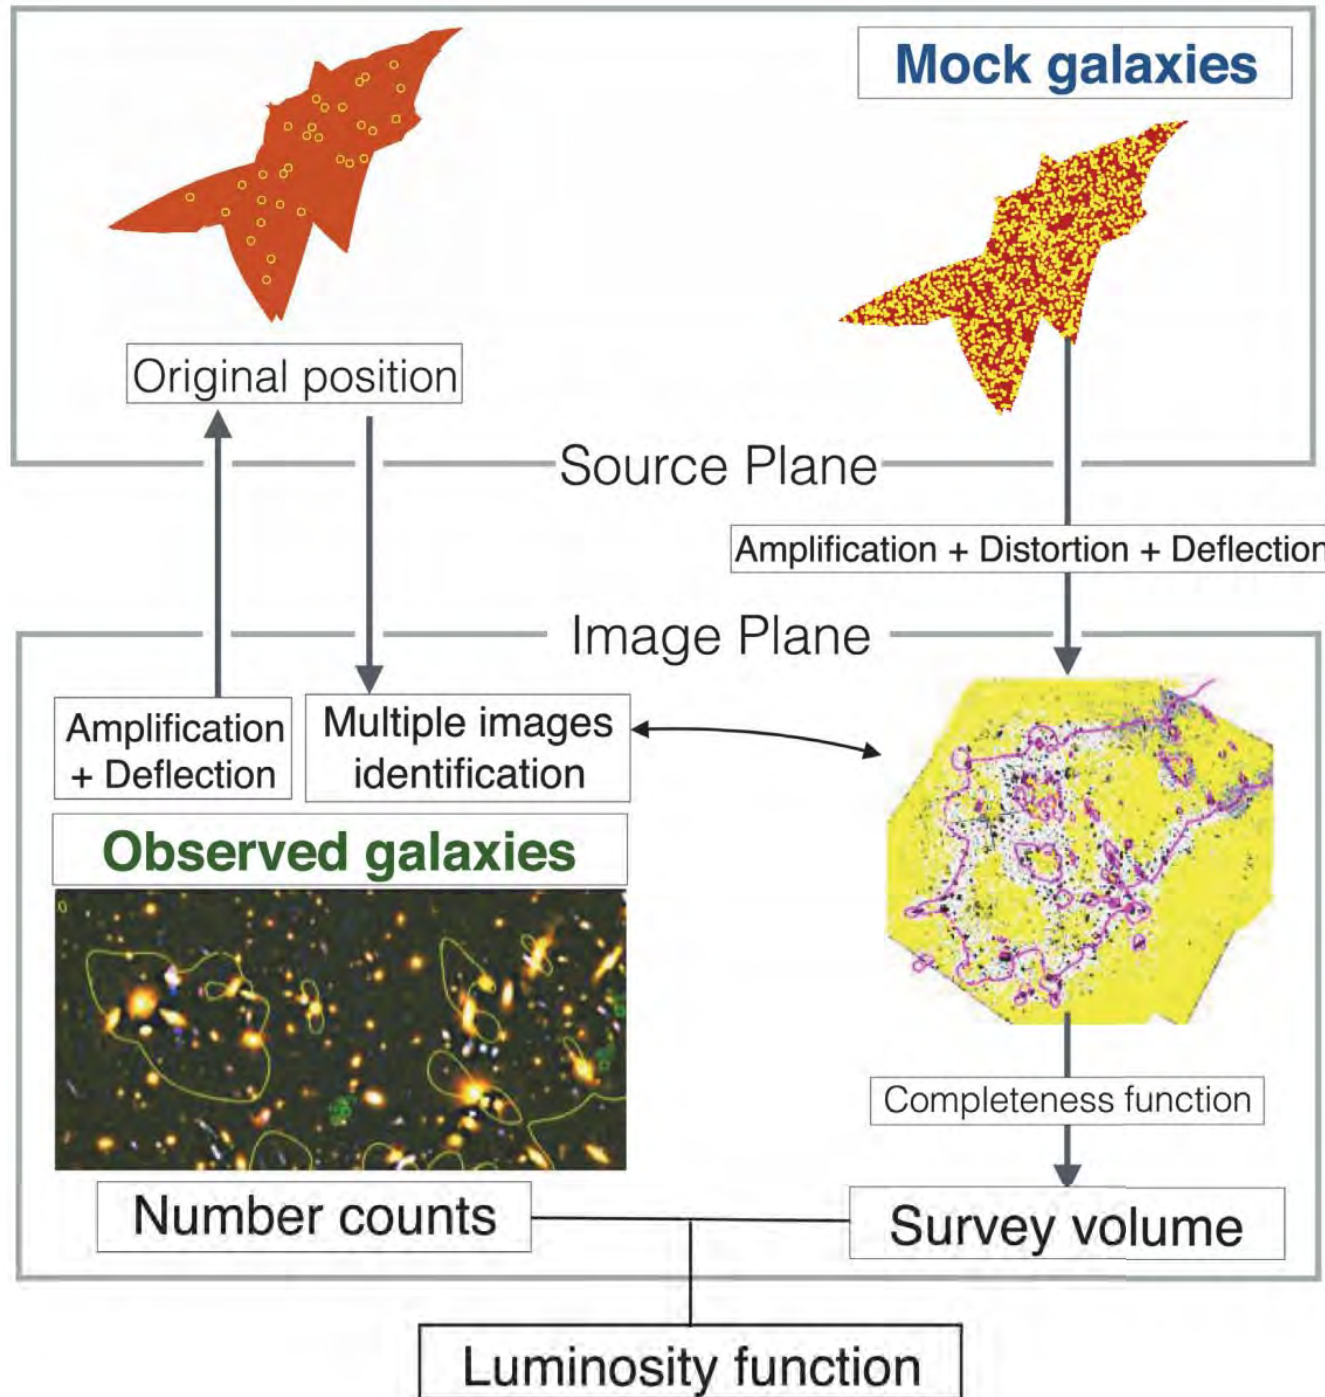 Mock galaxies
Original position
Source Plane
Amplification + Distortion + Deflection
Image Plane
Amplification
+ Deflection
Multiple images
identification
Observed galaxies
Completeness function
Number counts
Survey volume
Luminosity function